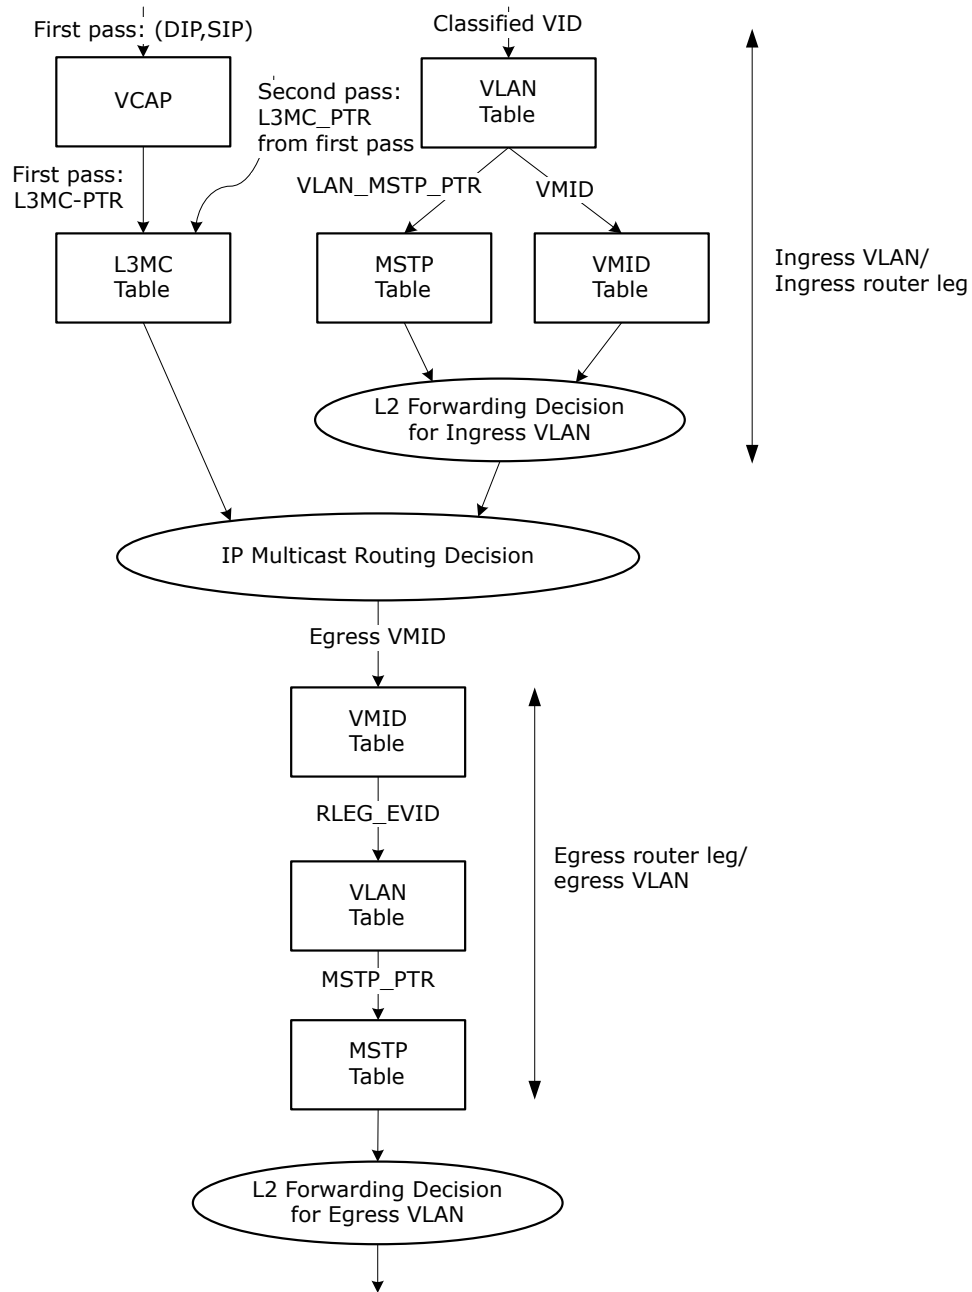 First pass: (DIP,SIP)
Classified VID
VCAP
Second pass:
L3MC_PTR
from first pass
VLAN
Table
First pass:
L3MC-PTR
VLAN_MSTP_PTR
VMID
L3MC
Table
MSTP
Table
VMID
Table
Ingress VLAN/
Ingress router leg
L2 Forwarding Decision
for Ingress VLAN
IP Multicast Routing Decision
Egress VMID
VMID
Table
RLEG_EVID
VLAN
Table
Egress router leg/
egress VLAN
MSTP_PTR
MSTP
Table
L2 Forwarding Decision
for Egress VLAN